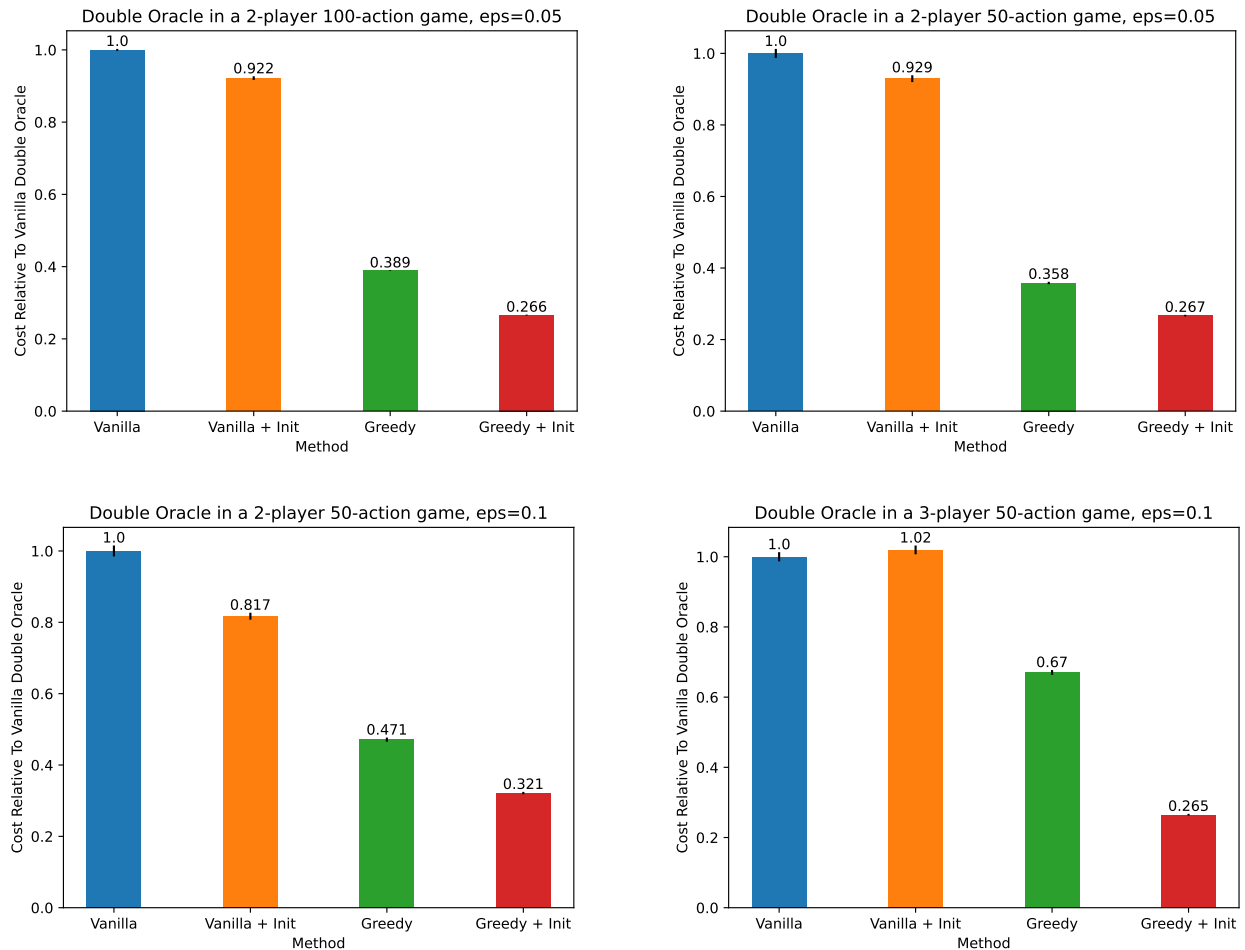 Double Oracle in a 2-player 100-action game, eps=0.05
Cost Relative To Vanilla Double Oracle
1.0
0.8
0.6
0.4
0.2
0.0
1.0
0.922
0.389
0.266
Vanilla
Vanilla + Init
Greedy
Greedy + Init
Method
Double Oracle in a 2-player 50-action game, eps=0.05
Cost Relative To Vanilla Double Oracle
1.0
0.8
0.6
0.4
0.2
0.0
1.0
0.929
0.358
0.267
Vanilla
Vanilla + Init
Greedy
Greedy + Init
Method
Double Oracle in a 2-player 50-action game, eps=0.1
Cost Relative To Vanilla Double Oracle
1.0
0.8
0.6
0.4
0.2
0.0
1.0
0.817
0.471
0.321
Vanilla
Vanilla + Init
Greedy
Greedy + Init
Method
Double Oracle in a 3-player 50-action game, eps=0.1
Cost Relative To Vanilla Double Oracle
1.0
0.8
0.6
0.4
0.2
0.0
1.0
1.02
0.67
0.265
Vanilla
Vanilla + Init
Greedy
Greedy + Init
Method